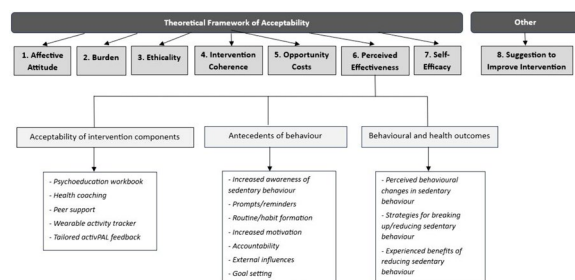 Theoretical Framework of Acceptability
Other
1. Affective
Attitude
2. Burden
3. Ethicality
4. Intervention
Coherence
5. Opportunity
Costs
6. Perceived
Effectiveness
7. Self-
Efficacy
8. Suggestion to
Improve Intervention
Acceptability of intervention components
Antecedents of behaviour
Behavioural and health outcomes
- Psychoeducation workbook
- Health coaching
- Peer support
- Wearable activity tracker
- Tailored activPAL feedback
- Increased awareness of
sedentary behaviour
- Prompts/reminders
- Routine/habit formation
- Increased motivation
- Accountability
- External influences
- Goal setting
- Perceived behavioural
changes in sedentary
behaviour
- Strategies for breaking
up/reducing sedentary
behaviour
- Experienced benefits of
reducing sedentary
behaviour